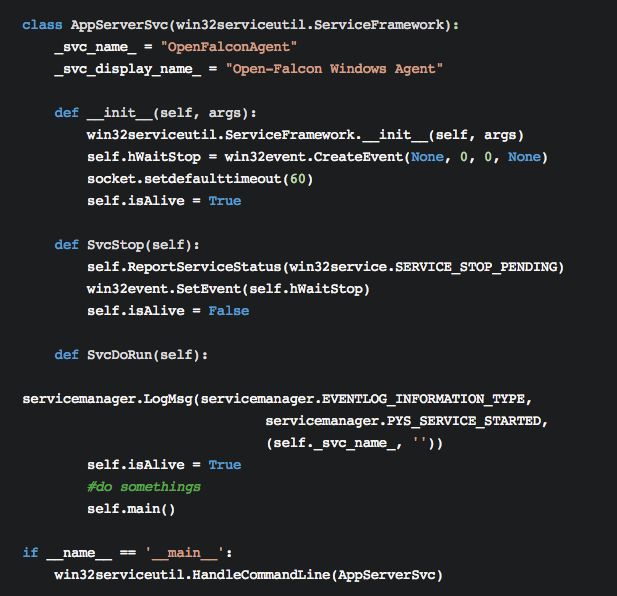 class AppServerSvc(win32serviceutil.ServiceFramework):
    _svc_name_ = "OpenFalconAgent"
    _svc_display_name_ = "Open-Falcon Windows Agent"

    def __init__(self, args):
        win32serviceutil.ServiceFramework.__init__(self, args)
        self.hWaitStop = win32event.CreateEvent(None, 0, 0, None)
        socket.setdefaulttimeout(60)
        self.isAlive = True

    def SvcStop(self):
        self.ReportServiceStatus(win32service.SERVICE_STOP_PENDING)
        win32event.SetEvent(self.hWaitStop)
        self.isAlive = False

    def SvcDoRun(self):

servicemanager.LogMsg(servicemanager.EVENTLOG_INFORMATION_TYPE,
                              servicemanager.PYS_SERVICE_STARTED,
                              (self._svc_name_, ''))
        self.isAlive = True
        #do somethings
        self.main()

if __name__ == '__main__':
    win32serviceutil.HandleCommandLine(AppServerSvc)